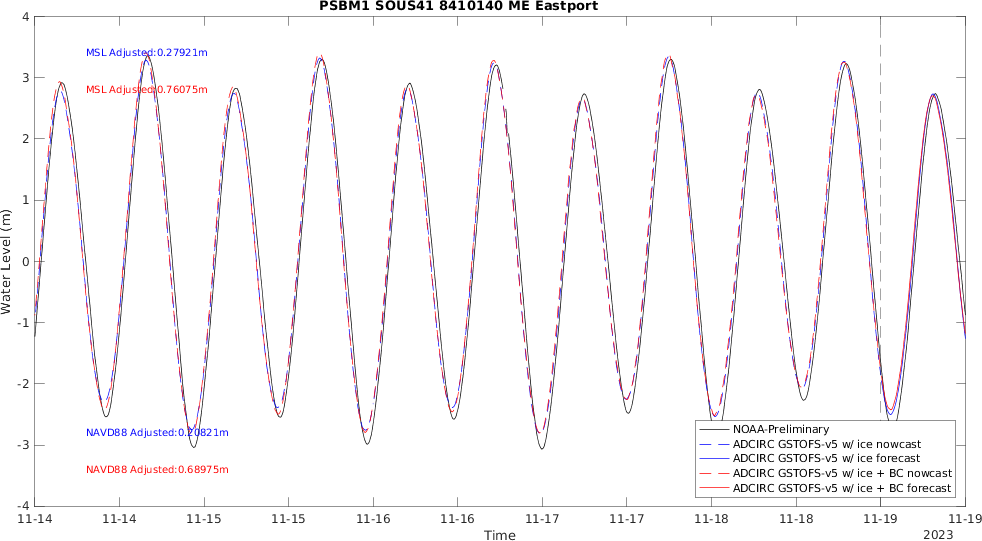 PSBM1 SOUS41 8410140 ME Eastport
4
3
2
1
0
-1
-2
-3
-4
Water Level (m)
MSL Adjusted:0.27921m
MSL Adjusted:0.76075m
NAVD88 Adjusted:0.20821m
NAVD88 Adjusted:0.68975m
NOAA-Preliminary
ADCIRC GSTOFS-v5 w/ ice nowcast
ADCIRC GSTOFS-v5 w/ ice forecast
ADCIRC GSTOFS-v5 w/ ice + BC nowcast
ADCIRC GSTOFS-v5 w/ ice + BC forecast
11-14 11-14 11-15 11-15 11-16 11-16 11-17 11-17 11-18 11-18 11-19 11-19
Time
2023